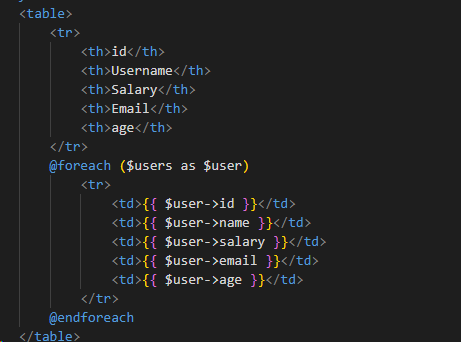 <table>
<tr>
<th>id</th>
<th>Username</th>
<th>Salary</th>
<th>Email</th>
<th>age</th>
</tr>
@foreach ($users as $user)
<tr>
<td>{{ $user->id }}</td>
<td>{{ $user->name }}</td>
<td>{{ $user->salary }}</td>
<td>{{ $user->email }}</td>
<td>{{ $user->age }}</td>
</tr>
@endforeach
</table>